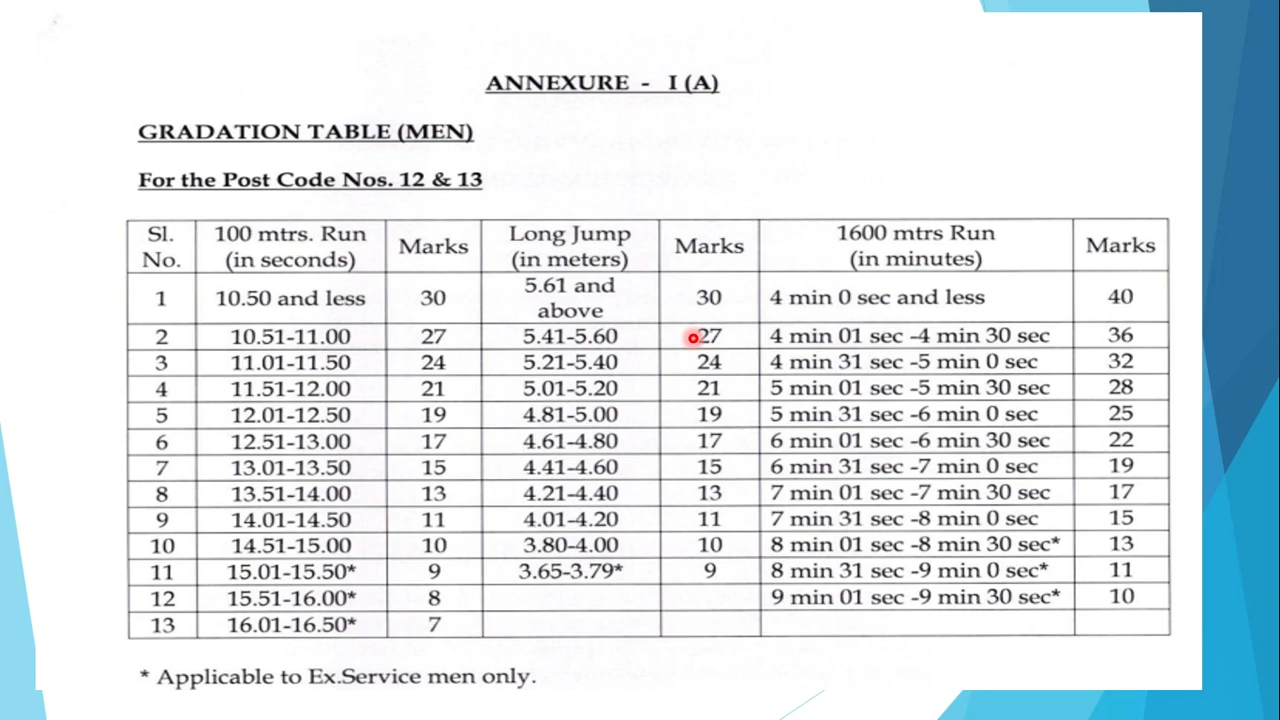 ANNEXURE - I (A)
GRADATION TABLE (MEN)
For the Post Code Nos. 12 & 13
Sl. No. | 100 mtrs. Run (in seconds) | Marks | Long Jump (in meters) | Marks | 1600 mtrs Run (in minutes) | Marks
1 | 10.50 and less | 30 | 5.61 and above | 30 | 4 min 0 sec and less | 40
2 | 10.51-11.00 | 27 | 5.41-5.60 | 27 | 4 min 01 sec -4 min 30 sec | 36
3 | 11.01-11.50 | 24 | 5.21-5.40 | 24 | 4 min 31 sec -5 min 0 sec | 32
4 | 11.51-12.00 | 21 | 5.01-5.20 | 21 | 5 min 01 sec -5 min 30 sec | 28
5 | 12.01-12.50 | 19 | 4.81-5.00 | 19 | 5 min 31 sec -6 min 0 sec | 25
6 | 12.51-13.00 | 17 | 4.61-4.80 | 17 | 6 min 01 sec -6 min 30 sec | 22
7 | 13.01-13.50 | 15 | 4.41-4.60 | 15 | 6 min 31 sec -7 min 0 sec | 19
8 | 13.51-14.00 | 13 | 4.21-4.40 | 13 | 7 min 01 sec -7 min 30 sec | 17
9 | 14.01-14.50 | 11 | 4.01-4.20 | 11 | 7 min 31 sec -8 min 0 sec | 15
10 | 14.51-15.00 | 10 | 3.80-4.00 | 10 | 8 min 01 sec -8 min 30 sec* | 13
11 | 15.01-15.50* | 9 | 3.65-3.79* | 9 | 8 min 31 sec -9 min 0 sec* | 11
12 | 15.51-16.00* | 8 | | | 9 min 01 sec -9 min 30 sec* | 10
13 | 16.01-16.50* | 7
* Applicable to Ex.Service men only.